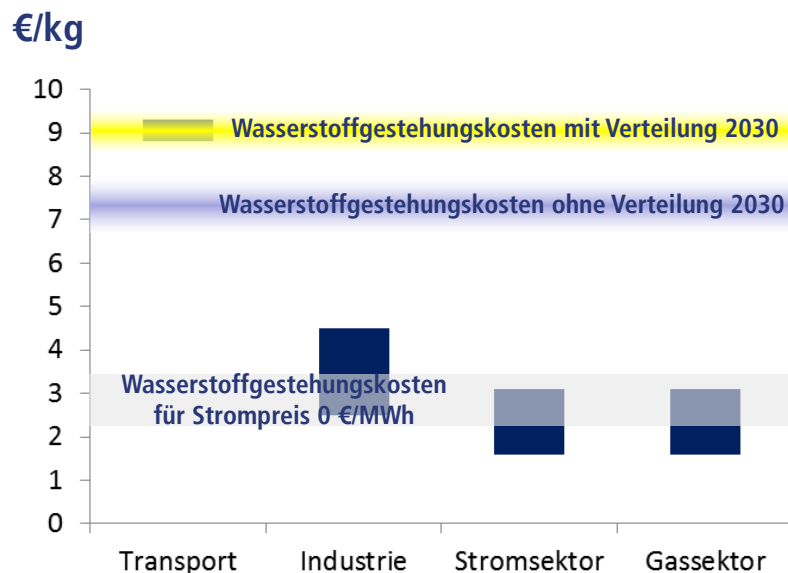 €/kg
10
9
8
7
6
5
4
3
2
1
0
Wasserstoffgestehungskosten mit Verteilung 2030
Wasserstoffgestehungskosten ohne Verteilung 2030
Wasserstoffgestehungskosten
für Strompreis 0 €/MWh
Transport Industrie Stromsektor Gassektor